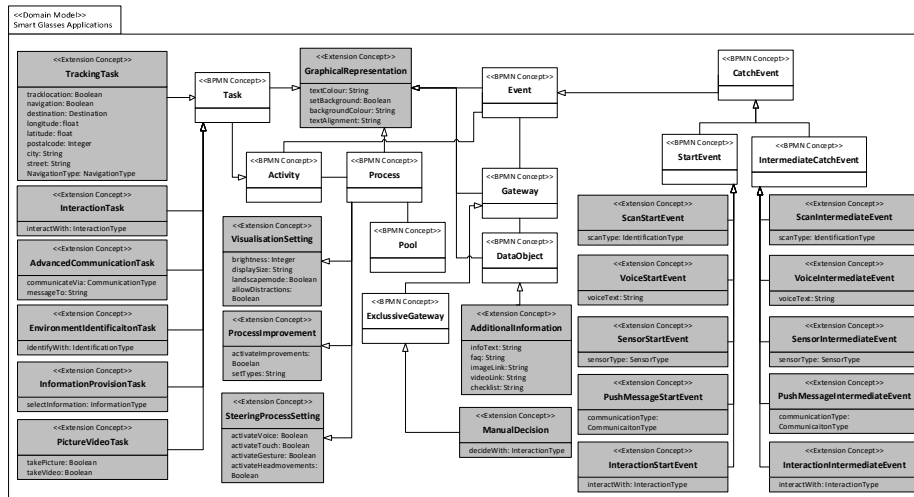 <<Domain Model>>
Smart Glasses Applications
<<Extension Concept>>
TrackingTask
tracklocation: Boolean
navigation: Boolean
destination: Destination
longitude: float
latitude: float
postalcode: Integer
city: String
street: String
NavigationType: NavigationType
<<Extension Concept>>
InteractionTask
interactWith: InteractionType
<<Extension Concept>>
AdvancedCommunicationTask
communicateVia: CommunicationType
messageTo: String
<<Extension Concept>>
EnvironmentIdentificaitonTask
identifyWith: IdentificationType
<<Extension Concept>>
InformationProvisionTask
selectInformation: InformationType
<<Extension Concept>>
PictureVideoTask
takePicture: Boolean
takeVideo: Boolean
<<BPMN Concept>>
Task
<<Extension Concept>>
GraphicalRepresentation
textColour: String
setBackground: Boolean
backgroundColour: String
textAlignment: String
<<BPMN Concept>>
Activity
<<BPMN Concept>>
Process
<<BPMN Concept>>
Pool
<<Extension Concept>>
VisualisationSetting
brightness: Integer
displaySize: String
landscapemode: Boolean
allowDistractions:
Boolean
<<Extension Concept>>
ProcessImprovement
activateImprovements:
Booelan
setTypes: String
<<Extension Concept>>
SteeringProcessSetting
activateVoice: Boolean
activateTouch: Boolean
activateGesture: Boolean
activateHeadmovements:
Boolean
<<BPMN Concept>>
Event
<<BPMN Concept>>
Gateway
<<BPMN Concept>>
DataObject
<<BPMN Concept>>
ExclusiveGateway
<<Extension Concept>>
AdditionalInformation
infoText: String
faq: String
imageLink: String
videoLink: String
checklist: String
<<Extension Concept>>
ManualDecision
decideWith: InteractionType
<<BPMN Concept>>
CatchEvent
<<BPMN Concept>>
StartEvent
<<BPMN Concept>>
IntermediateCatchEvent
<<Extension Concept>>
ScanStartEvent
scanType: IdentificationType
<<Extension Concept>>
VoiceStartEvent
voiceText: String
<<Extension Concept>>
SensorStartEvent
sensorType: SensorType
<<Extension Concept>>
PushMessageStartEvent
communicationType:
CommunicaitonType
<<Extension Concept>>
InteractionStartEvent
interactWith: InteractionType
<<Extension Concept>>
ScanIntermediateEvent
scanType: IdentificationType
<<Extension Concept>>
VoiceIntermediateEvent
voiceText: String
<<Extension Concept>>
SensorIntermediateEvent
sensorType: SensorType
<<Extension Concept>>
PushMessageIntermediateEvent
communicationType:
CommunicaitonType
<<Extension Concept>>
InteractionIntermediateEvent
interactWith: InteractionType